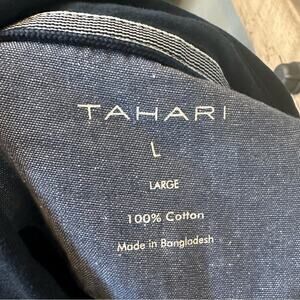 TAHARI
L
LARGE
100% Cotton
Made in Bangladesh